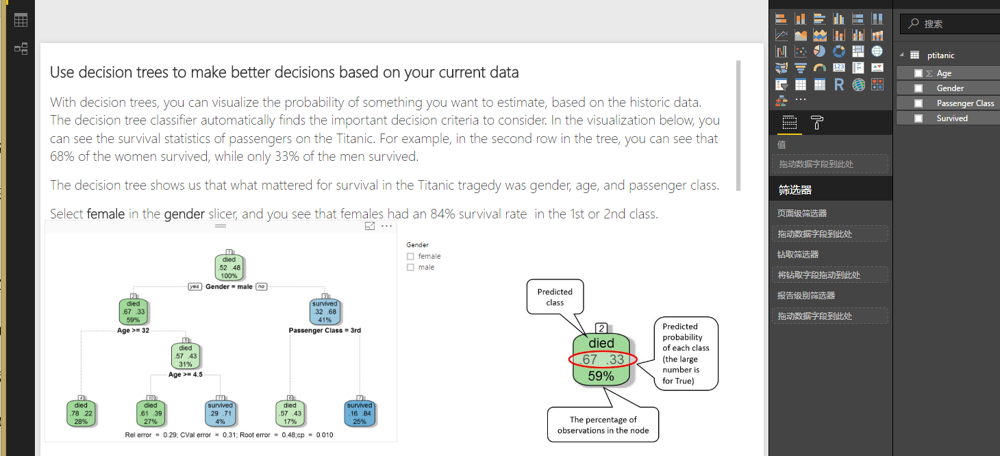 Use decision trees to make better decisions based on your current data
With decision trees, you can visualize the probability of something you want to estimate, based on the historic data.
The decision tree classifier automatically finds the important decision criteria to consider. In the visualization below, you
can see the survival statistics of passengers on the Titanic. For example, in the second row in the tree, you can see that
68% of the women survived, while only 33% of the men survived.
The decision tree shows us that what mattered for survival in the Titanic tragedy was gender, age, and passenger class.
Select female in the gender slicer, and you see that females had an 84% survival rate in the 1st or 2nd class.
1
died
.52 .48
100%
yes Gender = male no
2
died
.67 .33
59%
Age >= 32
3
survived
.32 .68
41%
Passenger Class = 3rd
5
died
.57 .43
31%
Age >= 4.5
4
died
.78 .22
28%
10
died
.61 .39
27%
11
survived
.29 .71
4%
6
died
.57 .43
17%
7
survived
.16 .84
25%
Rel error = 0.29; CVal error = 0.31; Root error = 0.48;cp = 0.010
Gender
female
male
Predicted
class
2
died
.67 .33
59%
Predicted
probability
of each class
(the large
number is
for True)
The percentage of
observations in the node
123
R
值
拖动数据字段到此处
筛选器
页面级筛选器
拖动数据字段到此处
钻取筛选器
将钻取字段拖动到此处
报告级别筛选器
拖动数据字段到此处
搜索
ptitanic
Σ Age
Gender
Passenger Class
Survived